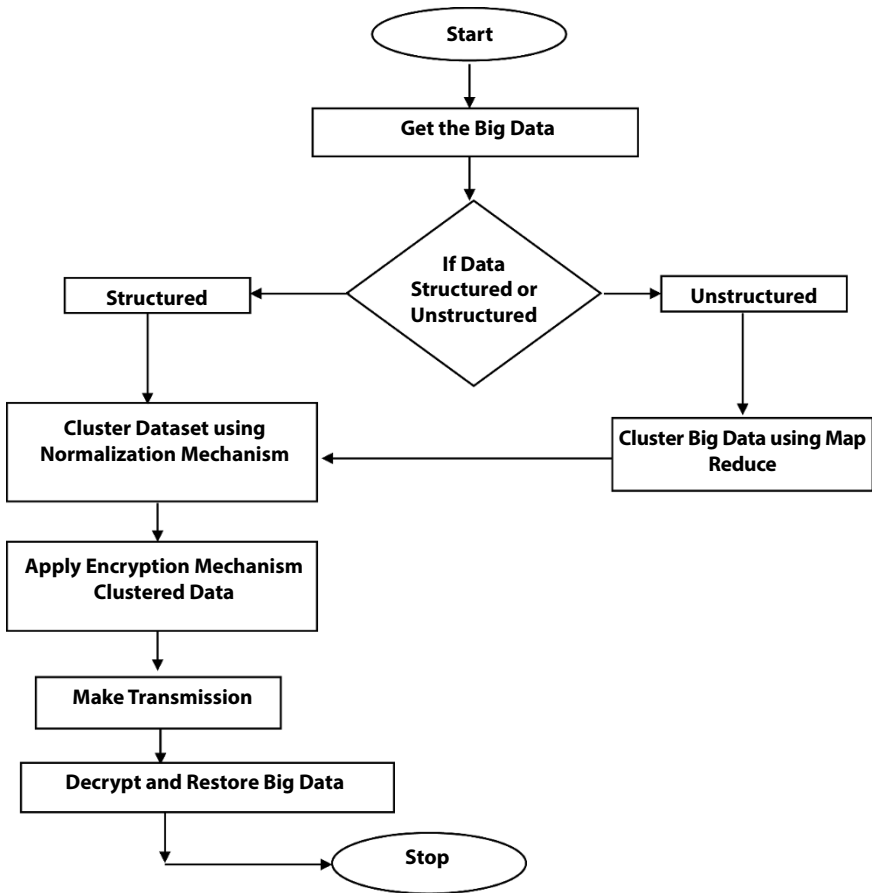 Start
Get the Big Data
If Data
Structured or
Unstructured
Structured
Unstructured
Cluster Dataset using
Normalization Mechanism
Cluster Big Data using Map
Reduce
Apply Encryption Mechanism
Clustered Data
Make Transmission
Decrypt and Restore Big Data
Stop